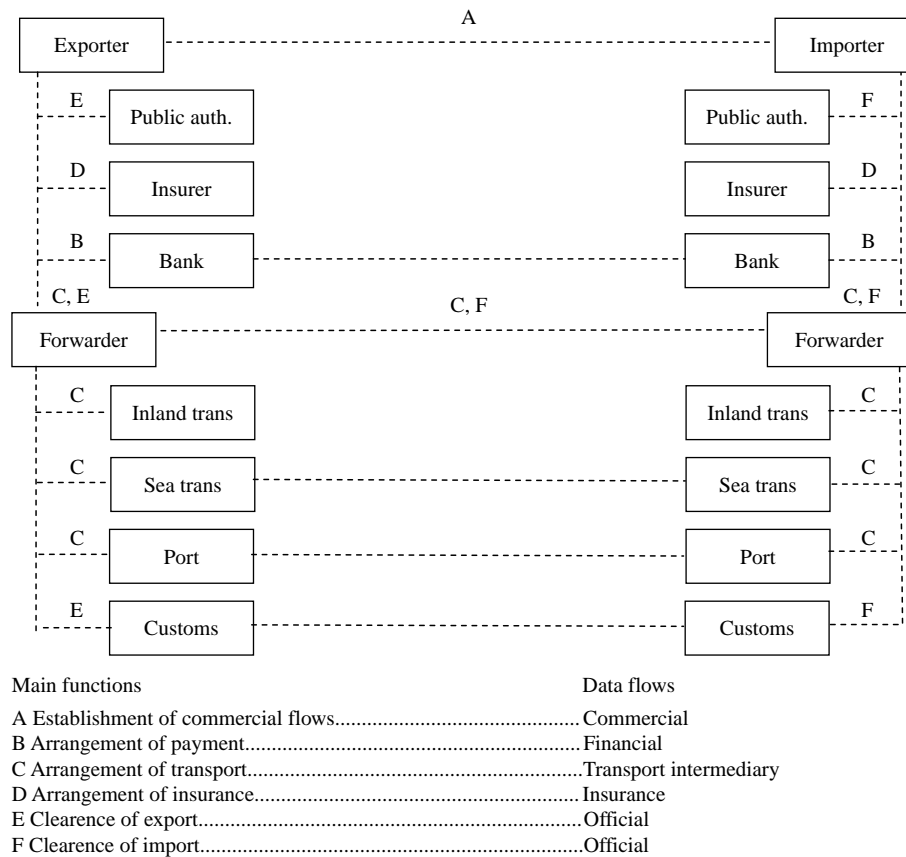 A
Exporter Importer
E F
Public auth. Public auth.
D D
Insurer Insurer
B B
Bank Bank
C, E C, F C, F
Forwarder Forwarder
C C
Inland trans Inland trans
C C
Sea trans Sea trans
C C
Port Port
E F
Customs Customs
Main functions Data flows
A Establishment of commercial flows..................................................Commercial
B Arrangement of payment....................................................................Financial
C Arrangement of transport...................................................................Transport intermediary
D Arrangement of insurance..................................................................Insurance
E Clearence of export..............................................................................Official
F Clearence of import..............................................................................Official